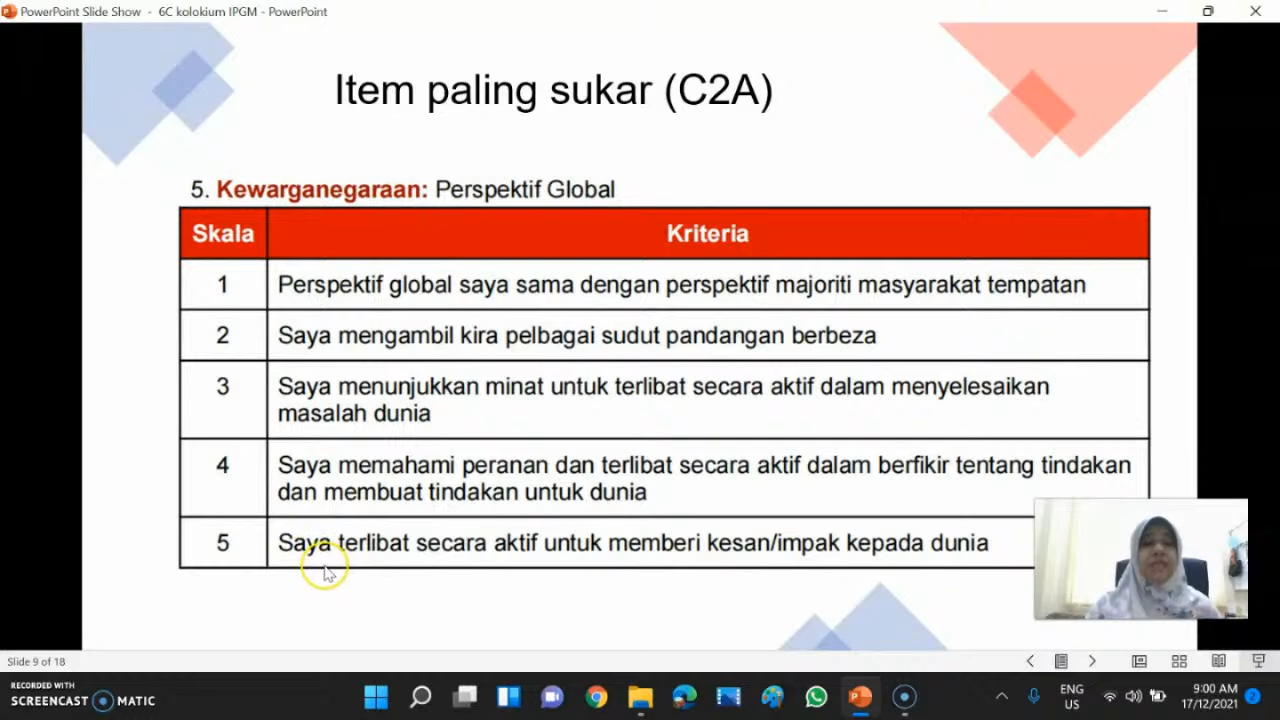 PowerPoint Slide Show - 6C kolokium IPGM - PowerPoint
Item paling sukar (C2A)
5. Kewarganegaraan: Perspektif Global
Skala Kriteria
1 Perspektif global saya sama dengan perspektif majoriti masyarakat tempatan
2 Saya mengambil kira pelbagai sudut pandangan berbeza
3 Saya menunjukkan minat untuk terlibat secara aktif dalam menyelesaikan
masalah dunia
4 Saya memahami peranan dan terlibat secara aktif dalam berfikir tentang tindakan
dan membuat tindakan untuk dunia
5 Saya terlibat secara aktif untuk memberi kesan/impak kepada dunia
Slide 9 of 18
RECORDED WITH
SCREENCAST MATIC
ENG
US
9:00 AM
17/12/2021
2